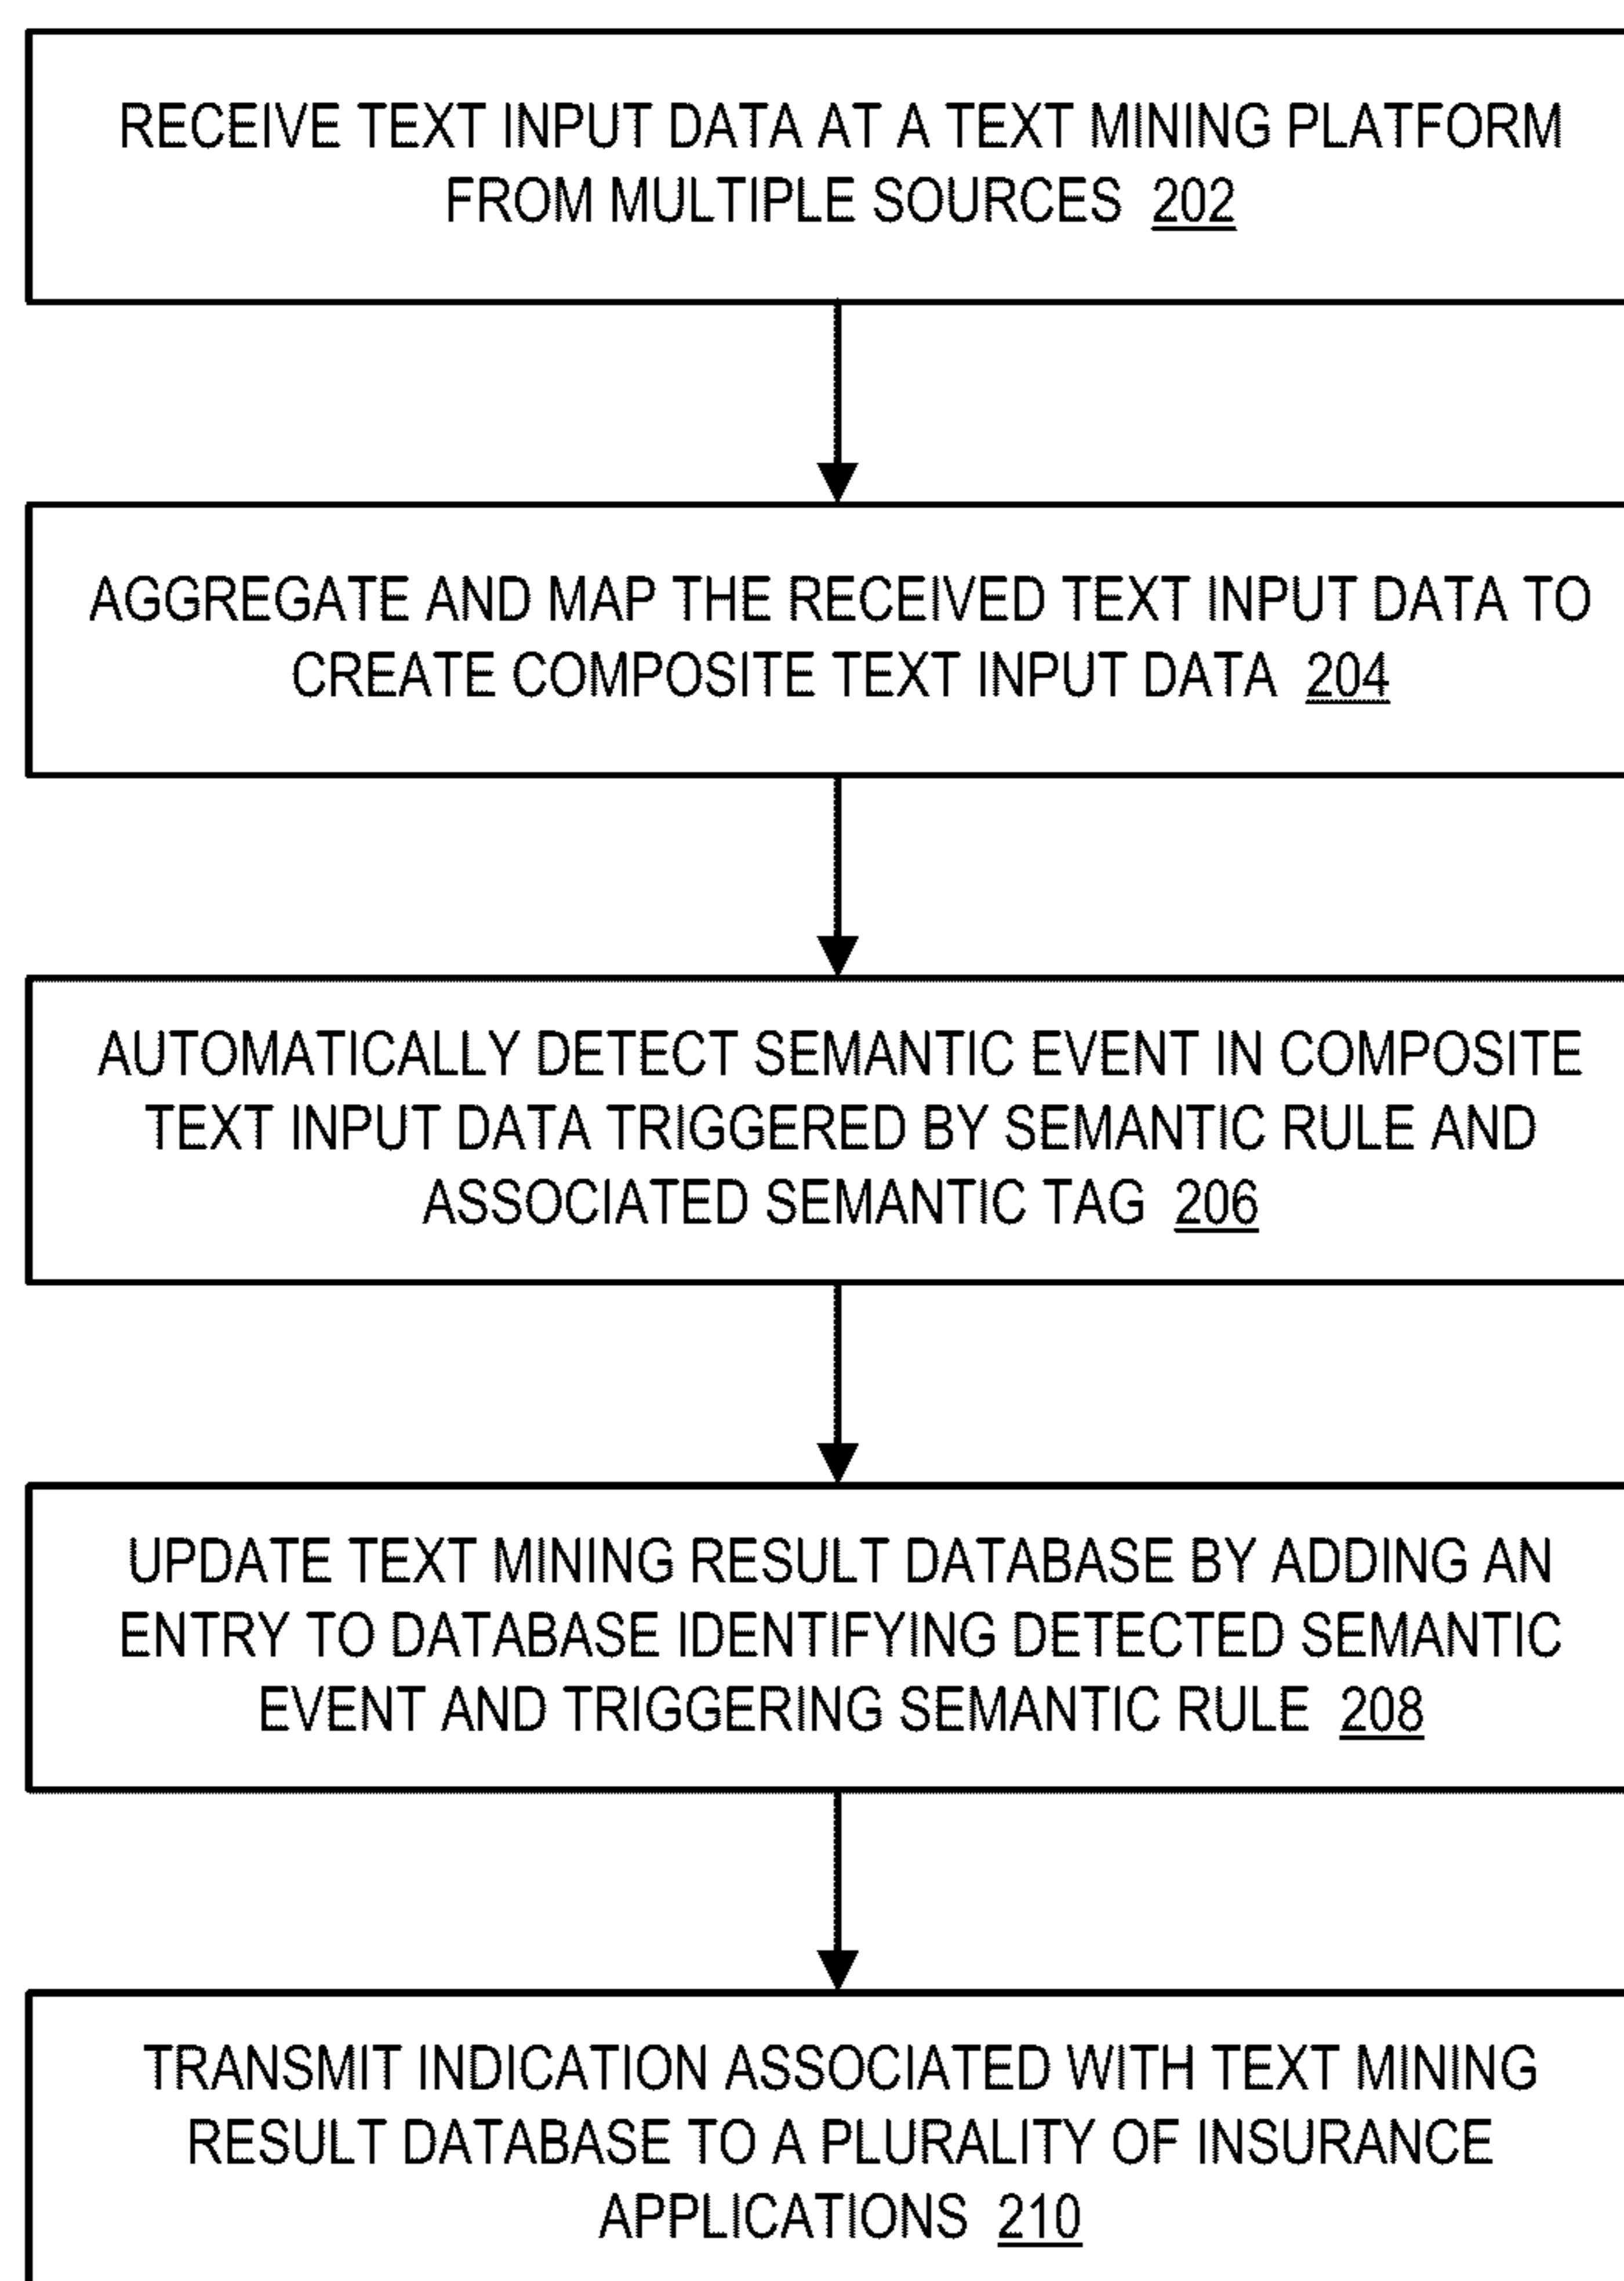 RECEIVE TEXT INPUT DATA AT A TEXT MINING PLATFORM
FROM MULTIPLE SOURCES 202
AGGREGATE AND MAP THE RECEIVED TEXT INPUT DATA TO
CREATE COMPOSITE TEXT INPUT DATA 204
AUTOMATICALLY DETECT SEMANTIC EVENT IN COMPOSITE
TEXT INPUT DATA TRIGGERED BY SEMANTIC RULE AND
ASSOCIATED SEMANTIC TAG 206
UPDATE TEXT MINING RESULT DATABASE BY ADDING AN
ENTRY TO DATABASE IDENTIFYING DETECTED SEMANTIC
EVENT AND TRIGGERING SEMANTIC RULE 208
TRANSMIT INDICATION ASSOCIATED WITH TEXT MINING
RESULT DATABASE TO A PLURALITY OF INSURANCE
APPLICATIONS 210